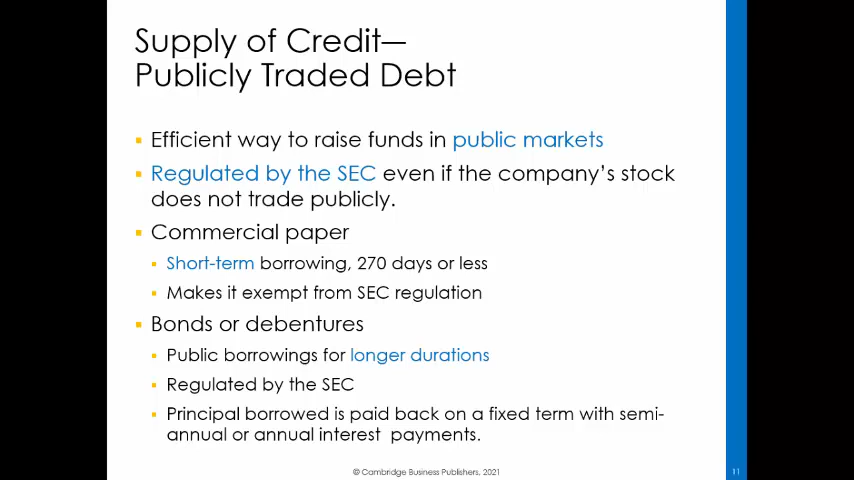 Supply of Credit—
Publicly Traded Debt
Efficient way to raise funds in public markets
Regulated by the SEC even if the company's stock
does not trade publicly.
Commercial paper
Short-term borrowing, 270 days or less
Makes it exempt from SEC regulation
Bonds or debentures
Public borrowings for longer durations
Regulated by the SEC
Principal borrowed is paid back on a fixed term with semi-
annual or annual interest  payments.
© Cambridge Business Publishers, 2021
11